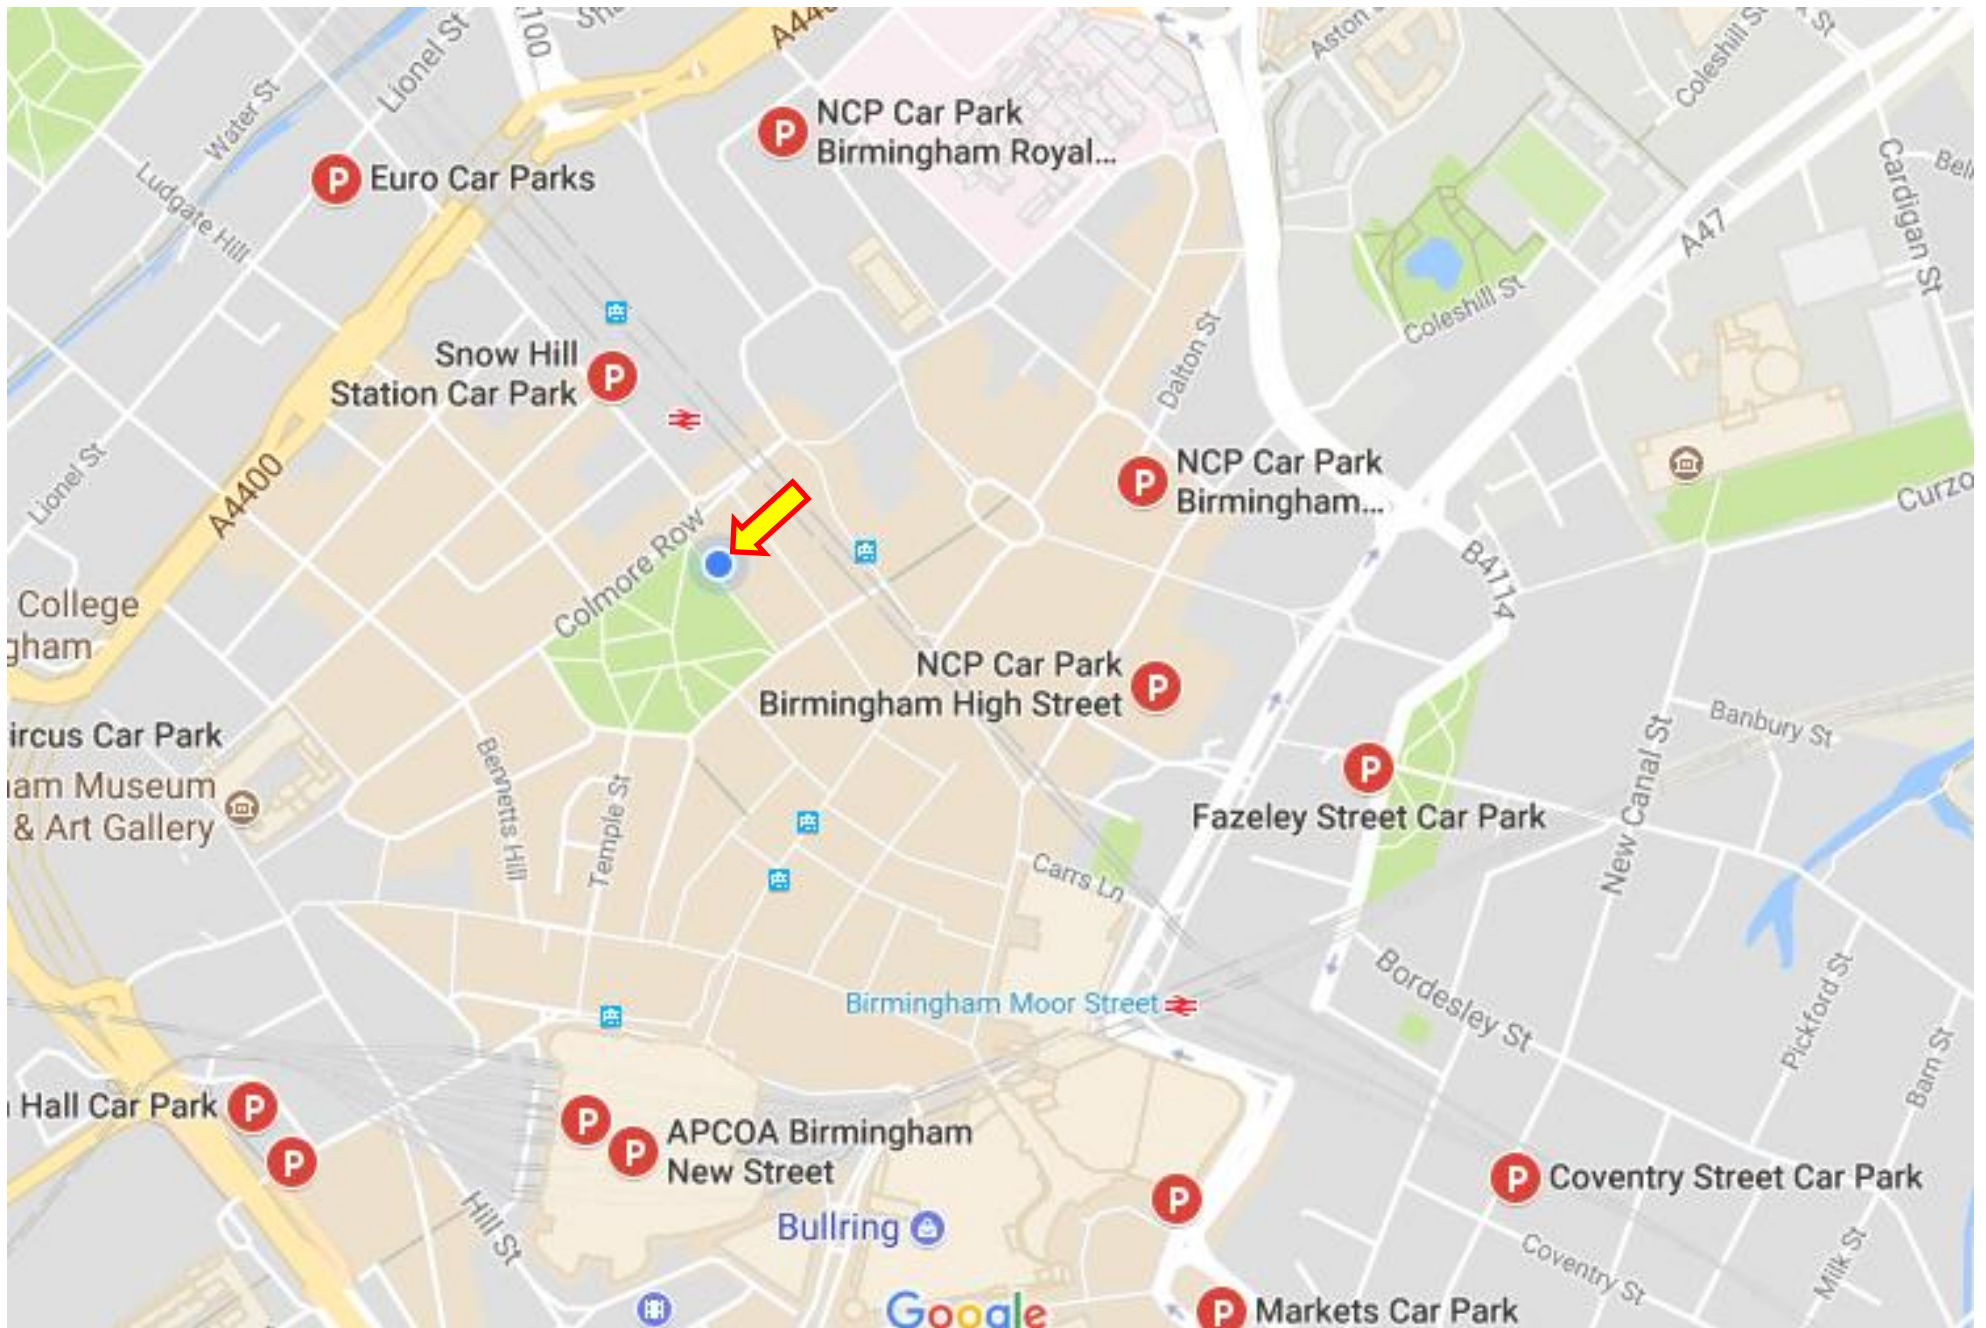 Lionel St
Water St
Ludgate Hill
Euro Car Parks
NCP Car Park
Birmingham Royal...
Aston
Coleshill St
Cardigan St
A47
Coleshill St
Snow Hill
Station Car Park
Dalton St
Lionel St
A4400
NCP Car Park
Birmingham...
Colmore Row
B4114
College
gham
NCP Car Park
Birmingham High Street
Banbury St
ircus Car Park
am Museum
& Art Gallery
Bennetts Hill
Temple St
Fazeley Street Car Park
New Canal St
Carrs Ln
Birmingham Moor Street
Bordesley St
Pickford St
Barn St
Hall Car Park
APCOA Birmingham
New Street
Hill St
Coventry Street Car Park
Bullring
Coventry St
Milk St
Google
Markets Car Park